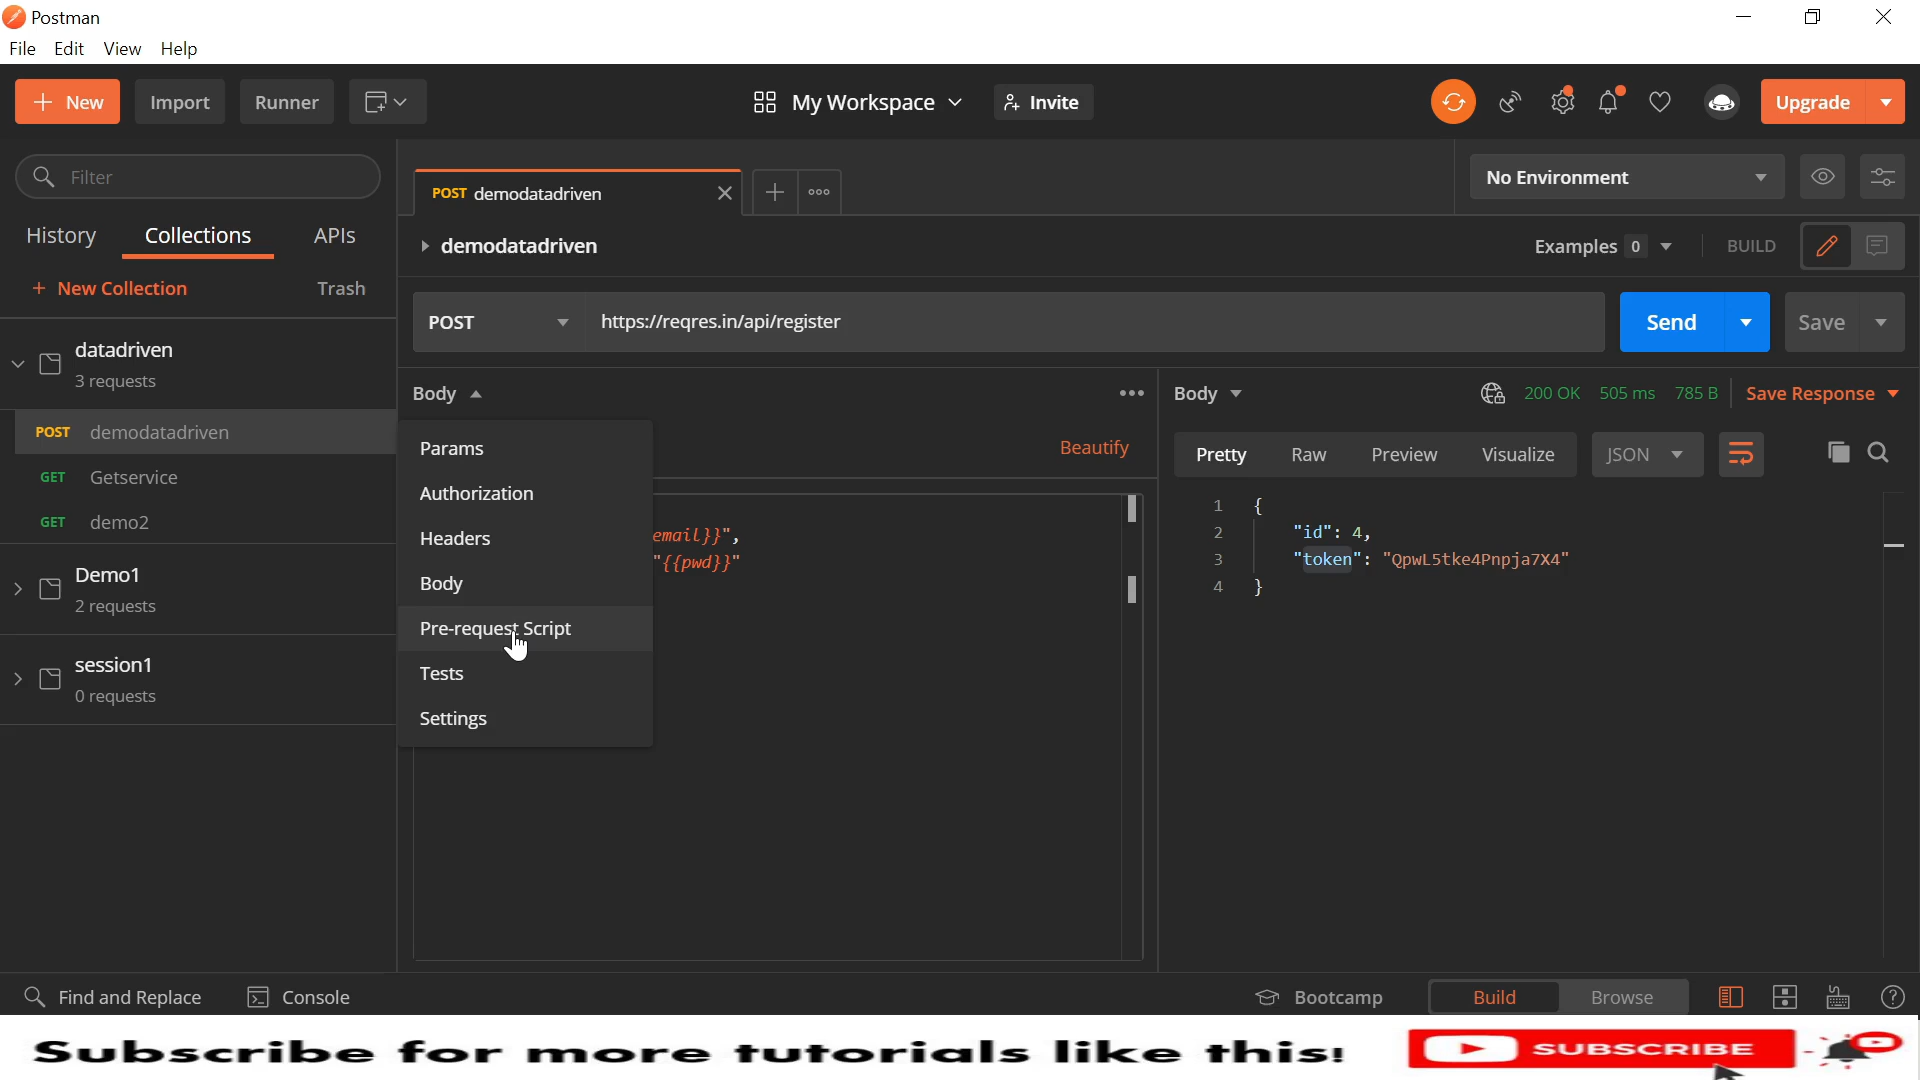 Postman
File Edit View Help
New Import Runner My Workspace Invite Upgrade
Filter
History Collections APIs
+ New Collection Trash
datadriven
3 requests
POST demodatadriven
GET Getservice
GET demo2
Demo1
2 requests
session1
0 requests
POST demodatadriven
No Environment
demodatadriven
Examples 0 BUILD
POST https://reqres.in/api/register Send Save
Body
Params
Authorization
Headers
Body
Pre-request Script
Tests
Settings
Beautify
email}}",
"{{pwd}}"
Body 200 OK 505 ms 785 B Save Response
Pretty Raw Preview Visualize JSON
1 {
2 "id": 4,
3 "token": "QpwL5tke4Pnpja7X4"
4 }
Find and Replace Console Bootcamp Build Browse
Subscribe for more tutorials like this! SUBSCRIBE